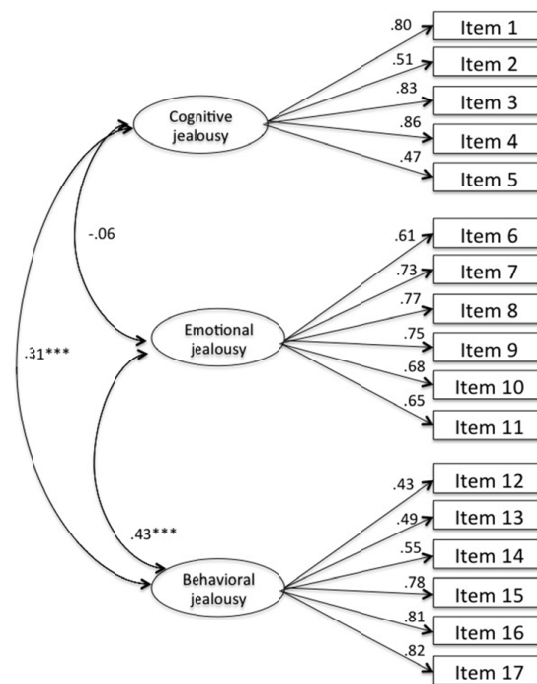 .80
Item 1
.51
Item 2
.83
Item 3
Cognitive
jealousy
.86
Item 4
.47
Item 5
-.06
.61
Item 6
.73
Item 7
.77
Item 8
Emotional
jealousy
.75
Item 9
.68
Item 10
.65
Item 11
.31***
.43
Item 12
.49
Item 13
.43***
.55
Item 14
Behavioral
jealousy
.78
Item 15
.81
Item 16
.82
Item 17